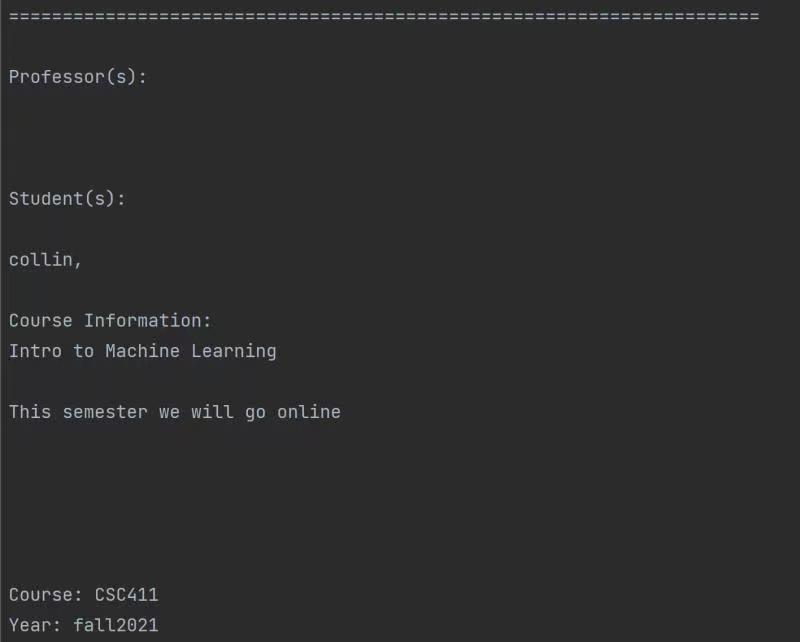 ======================================================================
Professor(s):
Student(s):
collin,
Course Information:
Intro to Machine Learning
This semester we will go online
Course: CSC411
Year: fall2021